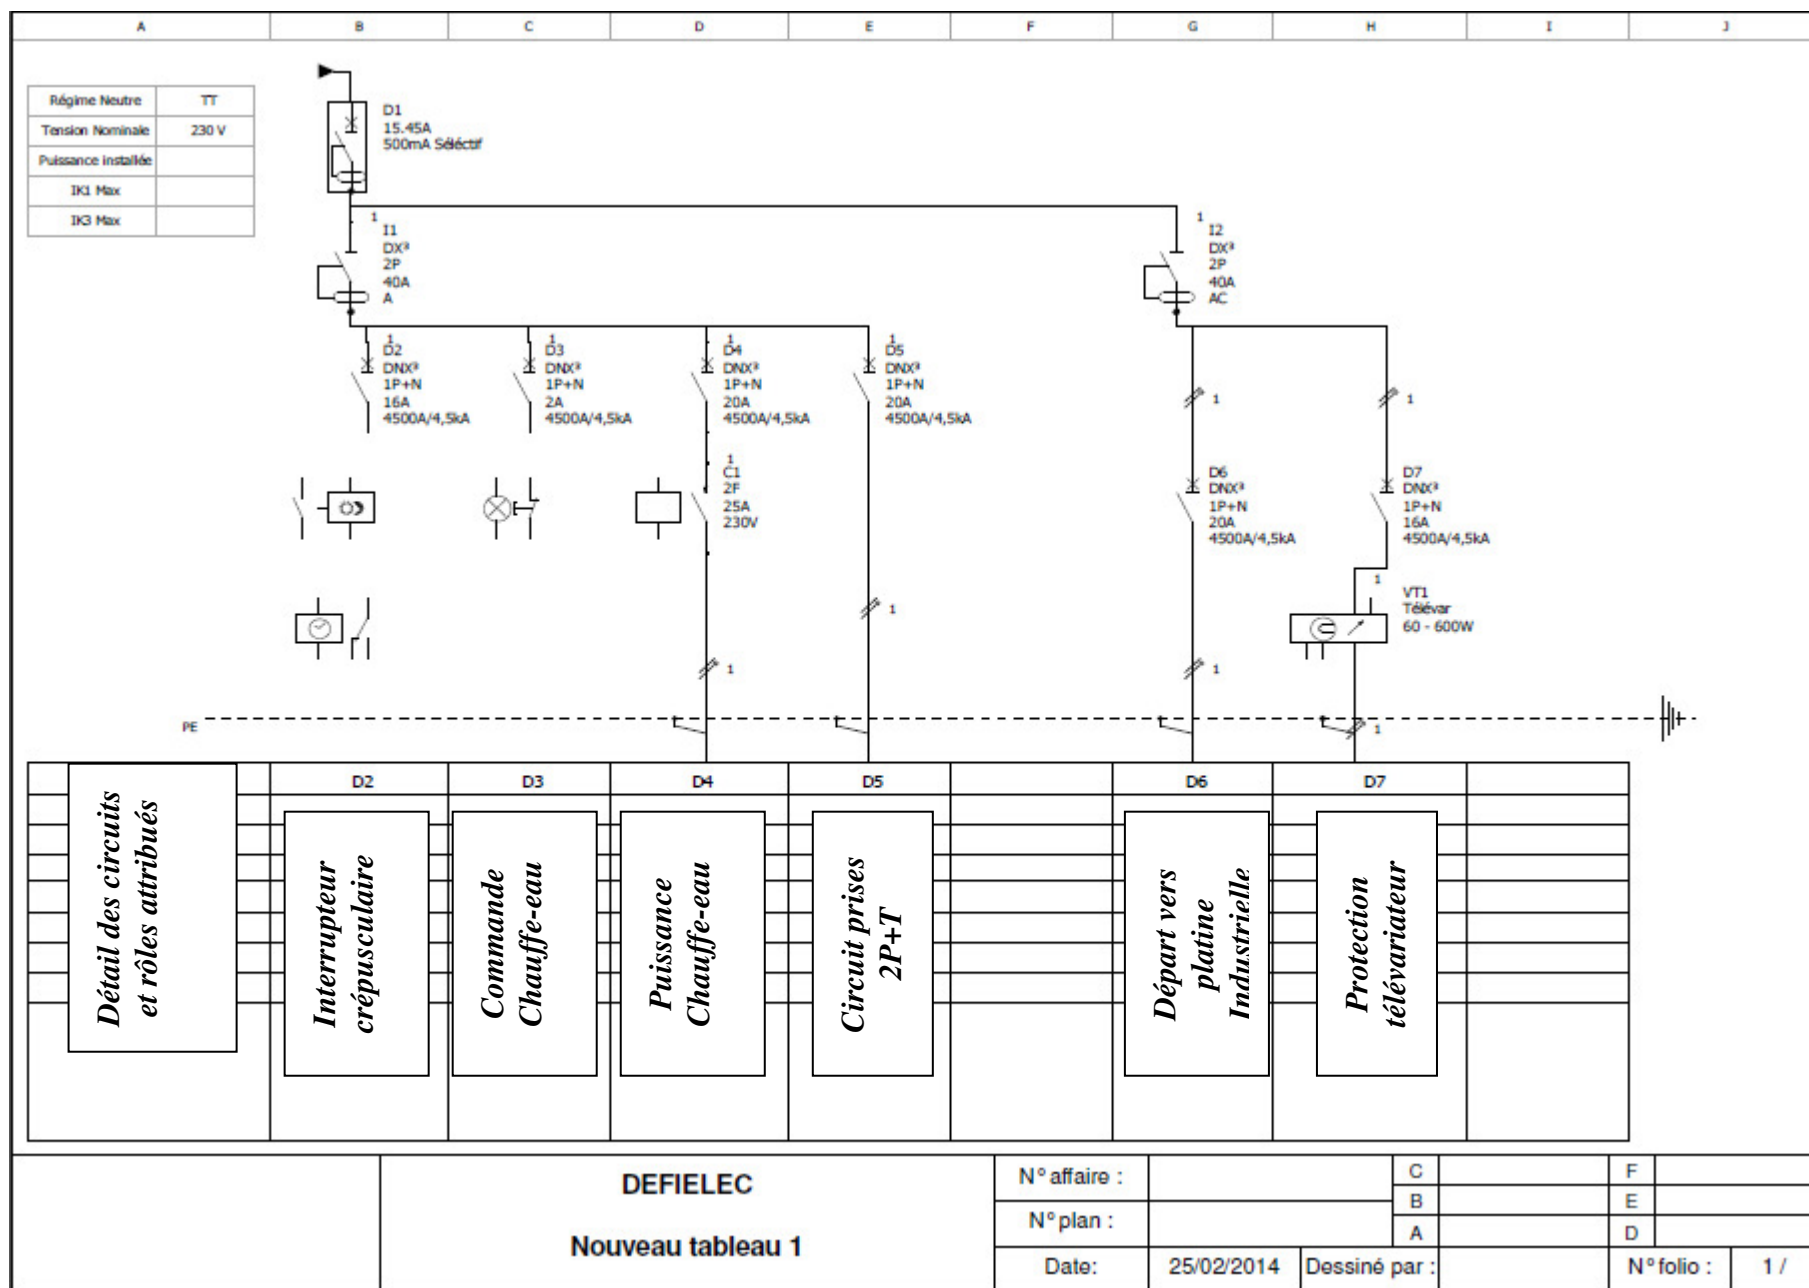 A B C D E F G H I J
Régime Neutre TT
Tension Nominale 230 V
Puissance installée
IK1 Max
IK3 Max
D1
15.45A
500mA Séléctif
1
I1
DX³
2P
40A
A
1
I2
DX³
2P
40A
AC
1
D2
DNX³
1P+N
16A
4500A/4,5kA
1
D3
DNX³
1P+N
2A
4500A/4,5kA
1
D4
DNX³
1P+N
20A
4500A/4,5kA
1
D5
DNX³
1P+N
20A
4500A/4,5kA
1
1
1
C1
2F
25A
230V
D6
DNX³
1P+N
20A
4500A/4,5kA
D7
DNX³
1P+N
16A
4500A/4,5kA
1
VT1
Télévar
60 - 600W
1
1
1
PE
1
D2 D3 D4 D5 D6 D7
Détail des circuits
et rôles attribués
Interrupteur
crépusculaire
Commande
Chauffe-eau
Puissance
Chauffe-eau
Circuit prises
2P+T
Départ vers
platine
Industrielle
Protection
télévariateur
DEFIELEC
Nouveau tableau 1
N° affaire :
N° plan :
Date: 25/02/2014 Dessiné par :
C F
B E
A D
N° folio : 1 /